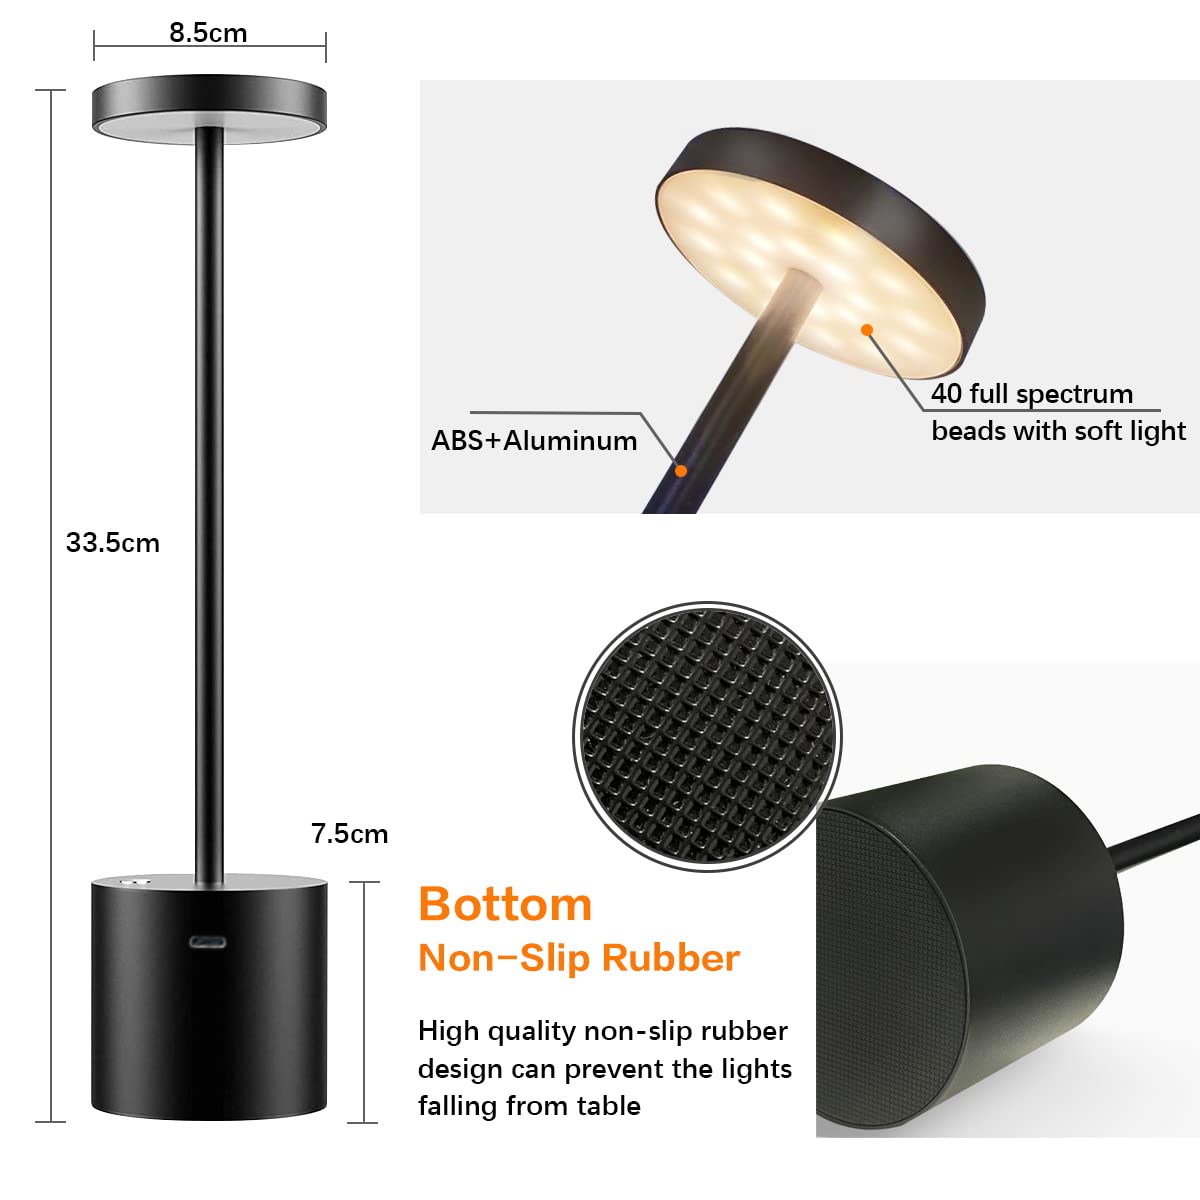 8.5cm
33.5cm
7.5cm
ABS+Aluminum
40 full spectrum
beads with soft light
Bottom
Non-Slip Rubber
High quality non-slip rubber
design can prevent the lights
falling from table